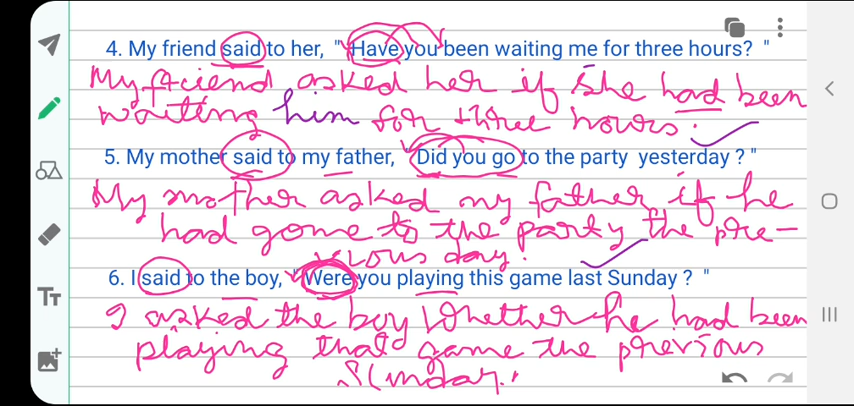 4. My friend said to her, " Have you been waiting me for three hours? "
My friend asked her if she had been
waitting him for three hours.
5. My mother said to my father, " Did you go to the party yesterday ? "
My mother asked my father if he
had gone to the party the pre-
vious day.
6. I said to the boy, " Were you playing this game last Sunday ? "
I asked the boy whether he had been
playing that game the previous
Sunday.
TT